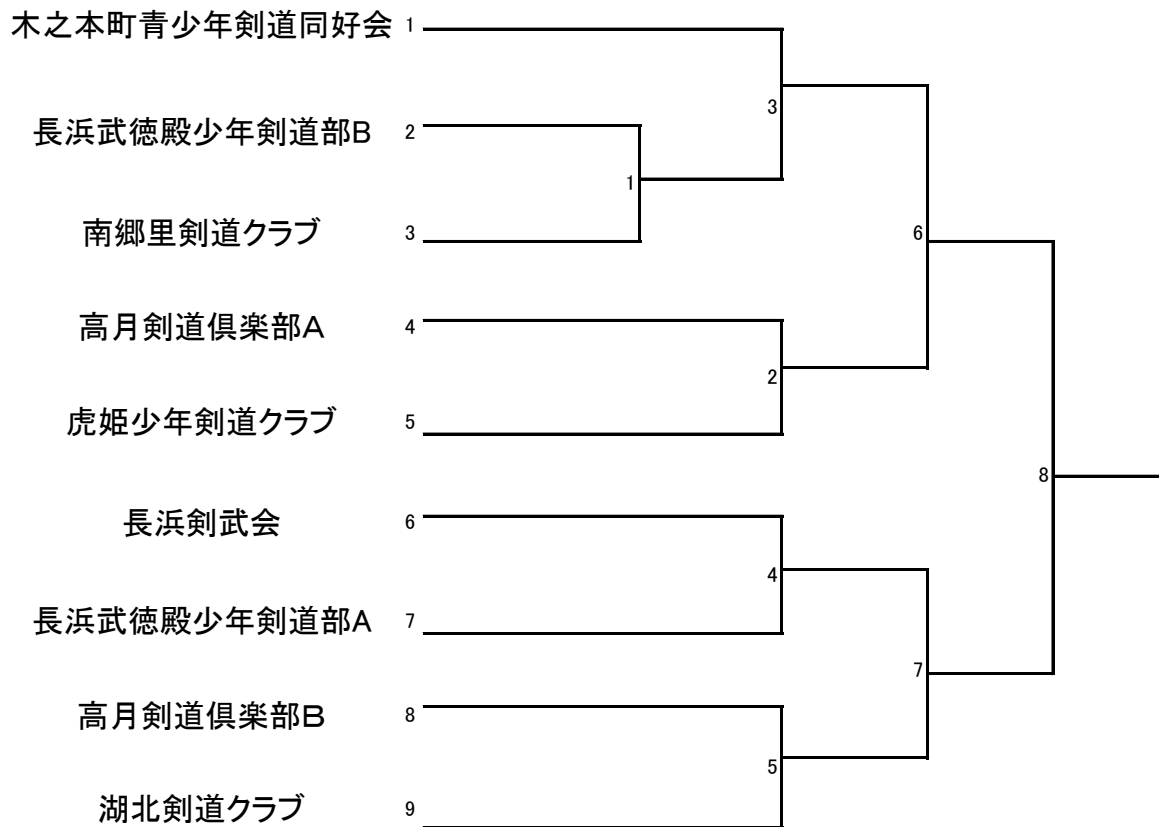 木之本町青少年剣道同好会 1
3
長浜武徳殿少年剣道部B 2
1
南郷里剣道クラブ 3
6
高月剣道倶楽部A 4
2
虎姫少年剣道クラブ 5
8
長浜剣武会 6
4
長浜武徳殿少年剣道部A 7
7
高月剣道倶楽部B 8
5
湖北剣道クラブ 9